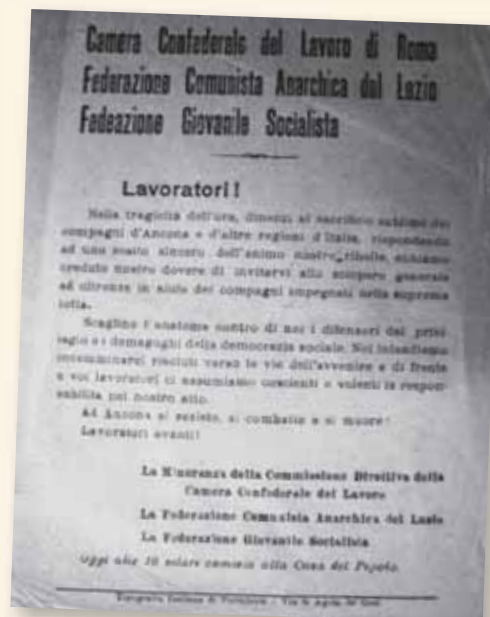 Camera Confederale del Lavoro di Roma
Federazione Comunista Anarchica del Lazio
Fedeazione Giovanile Socialista
Lavoratori!
Nella tragicità dell'ora, dinanzi al sacrificio sublime dei
compagni d'Ancona e d'altre regioni d'Italia, rispondendo
ad uno scatto sincero dell'animo nostro ribelle, abbiamo
creduto nostro dovere di invitarvi allo sciopero generale
ad oltranza in aiuto dei compagni impegnati nella suprema
lotta.
Scaglino l'anatema contro di noi i difensori del privi
legio e i demagoghi della democrazia sociale. Noi intendiamo
incamminarci risoluti verso le vie dell'avvenire e di fronte
a voi lavoratori ci assumiamo coscienti e volenti la respon
sabilità del nostro atto.
Ad Ancona si resiste, si combatte e si muore!
Lavoratori avanti!
La Minoranza della Commissione Direttiva della
Camera Confederale del Lavoro
La Federazione Comunista Anarchica del Lazio
La Federazione Giovanile Socialista
Oggi alle 16 solare comizio alla Casa del Popolo.
Tipografia